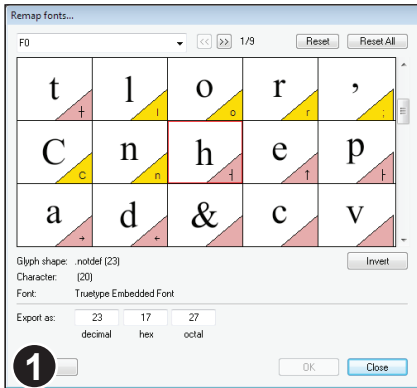 Remap fonts...
F0 << >> 1/9 Reset Reset All
t † l l o o r r , ;
C C n n h ┤ e ↑ p ├
a → d ← & c v
Glyph shape: .notdef (23) Invert
Character: (20)
Font: Truetype Embedded Font
Export as: 23 17 27
decimal hex octal
1 OK Close